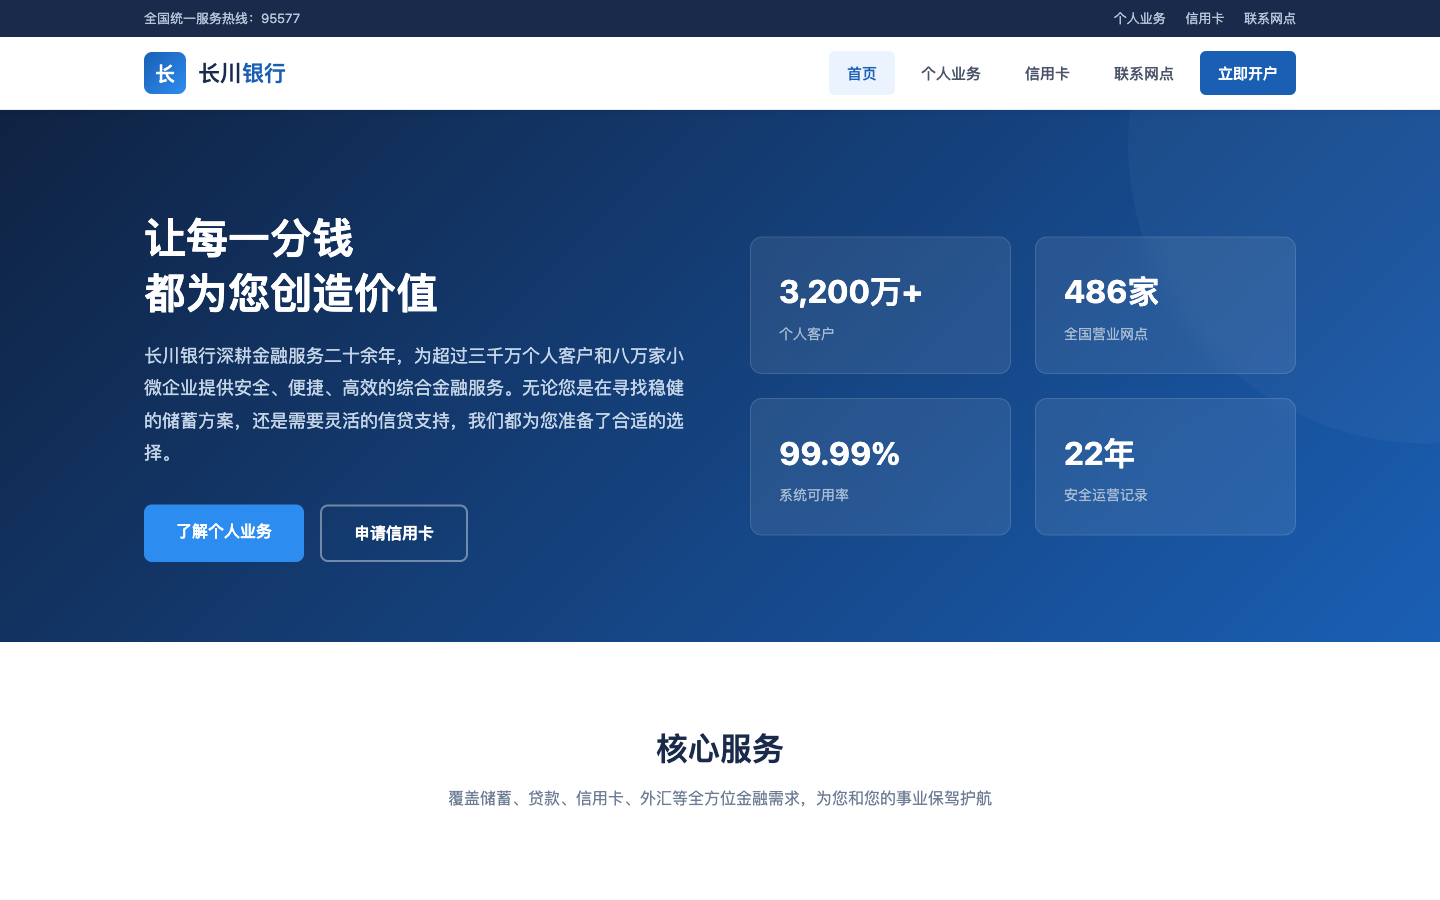 全国统一服务热线：95577
个人业务 信用卡 联系网点
长 长川银行
首页 个人业务 信用卡 联系网点 立即开户
让每一分钱
都为您创造价值
长川银行深耕金融服务二十余年，为超过三千万个人客户和八万家小
微企业提供安全、便捷、高效的综合金融服务。无论您是在寻找稳健
的储蓄方案，还是需要灵活的信贷支持，我们都为您准备了合适的选
择。
了解个人业务 申请信用卡
3,200万+
个人客户
486家
全国营业网点
99.99%
系统可用率
22年
安全运营记录
核心服务
覆盖储蓄、贷款、信用卡、外汇等全方位金融需求，为您和您的事业保驾护航